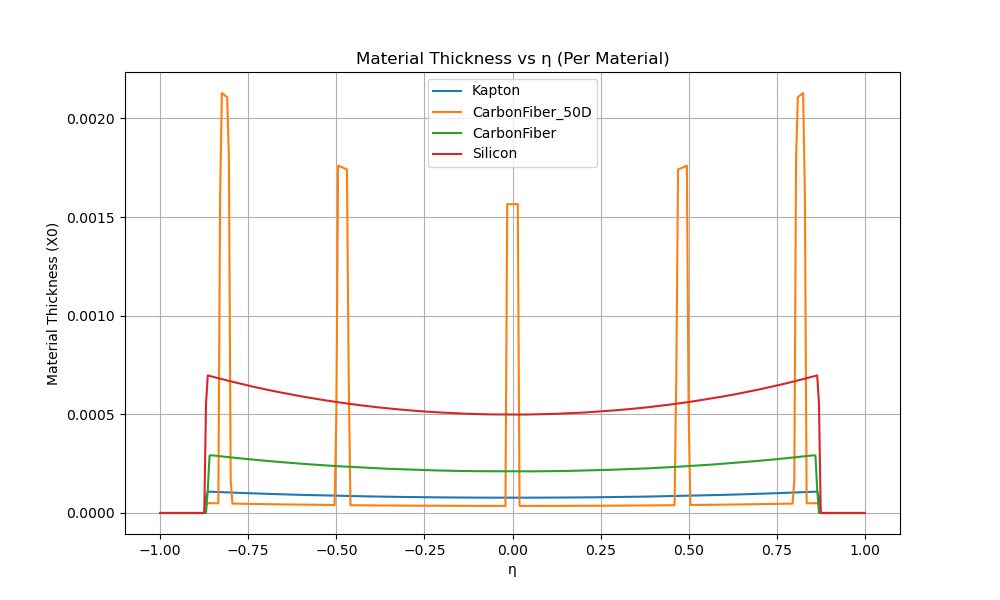 Material Thickness vs η (Per Material)
Kapton
CarbonFiber_50D
CarbonFiber
Silicon
Material Thickness (X0)
0.0020
0.0015
0.0010
0.0005
0.0000
−1.00 −0.75 −0.50 −0.25 0.00 0.25 0.50 0.75 1.00
η